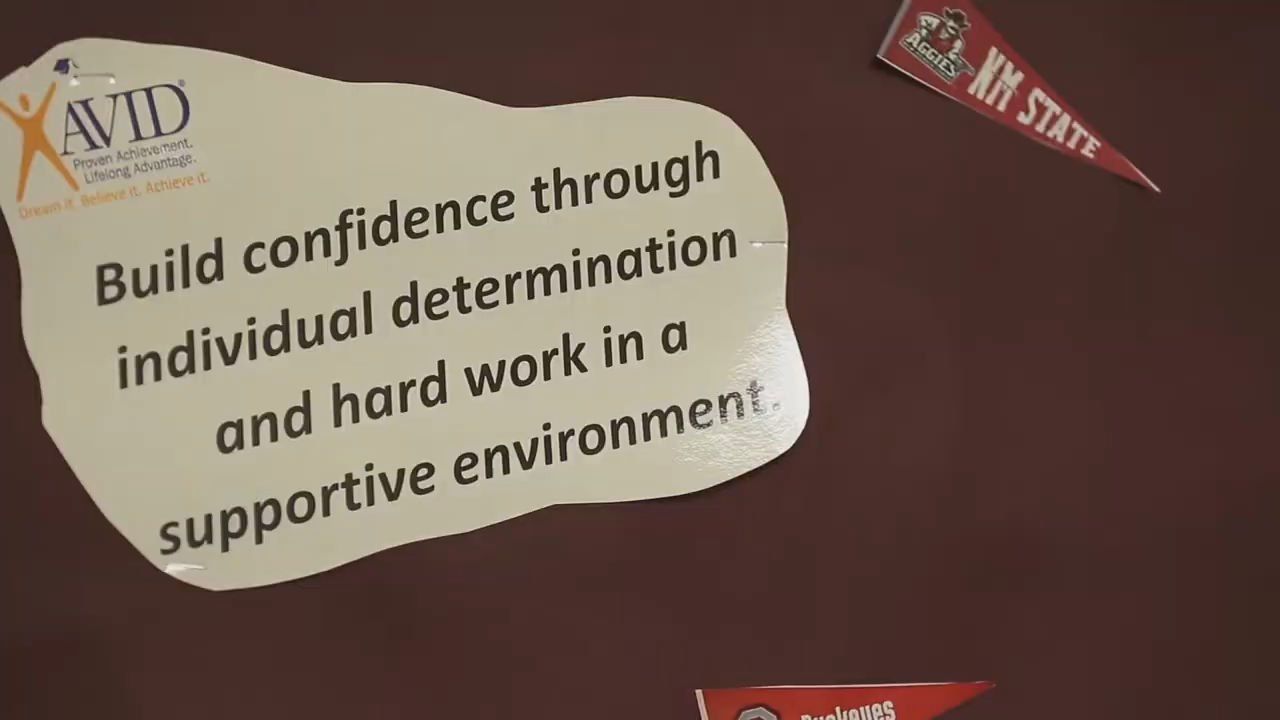 AVID®
Proven Achievement.
Lifelong Advantage.
Dream it. Believe it. Achieve it.
Build confidence through
individual determination
and hard work in a
supportive environment.
AGGIES
NM STATE
Buckeyes